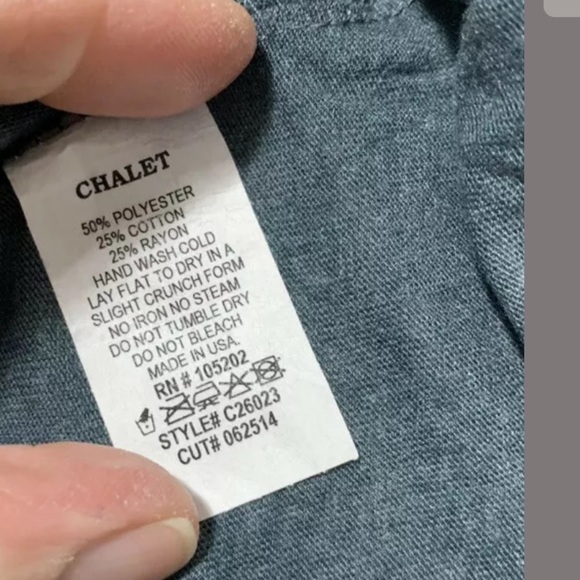 CHALET
50% POLYESTER
25% COTTON
25% RAYON
HAND WASH COLD
LAY FLAT TO DRY IN A
SLIGHT CRUNCH FORM
NO IRON NO STEAM
DO NOT TUMBLE DRY
DO NOT BLEACH
MADE IN USA.
RN # 105202
STYLE# C26023
CUT# 062514